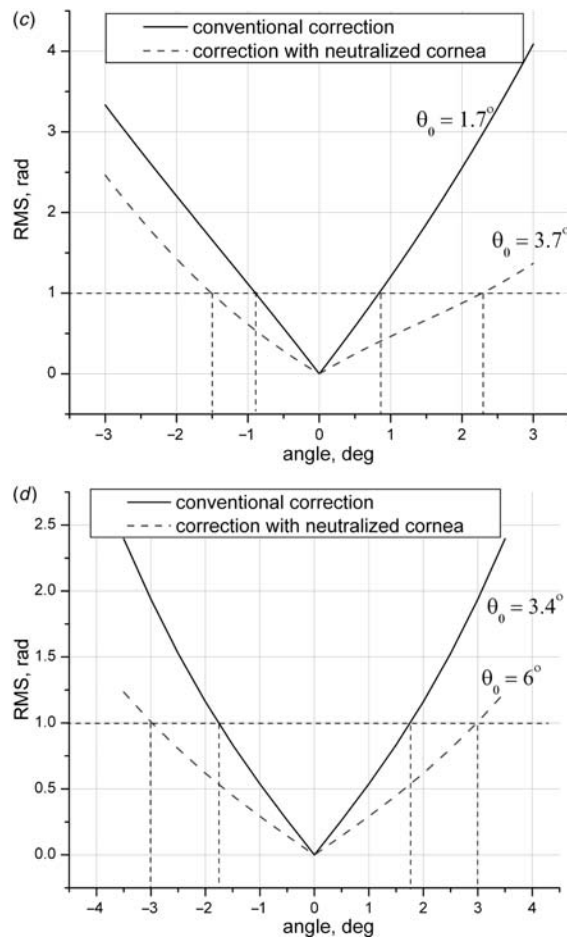 (c)
conventional correction
correction with neutralized cornea
4
3
2
1
0
RMS, rad
θ0 = 1.7°
θ0 = 3.7°
−3 −2 −1 0 1 2 3
angle, deg
(d)
conventional correction
correction with neutralized cornea
2.5
2.0
1.5
1.0
0.5
0.0
RMS, rad
θ0 = 3.4°
θ0 = 6°
−4 −3 −2 −1 0 1 2 3 4
angle, deg